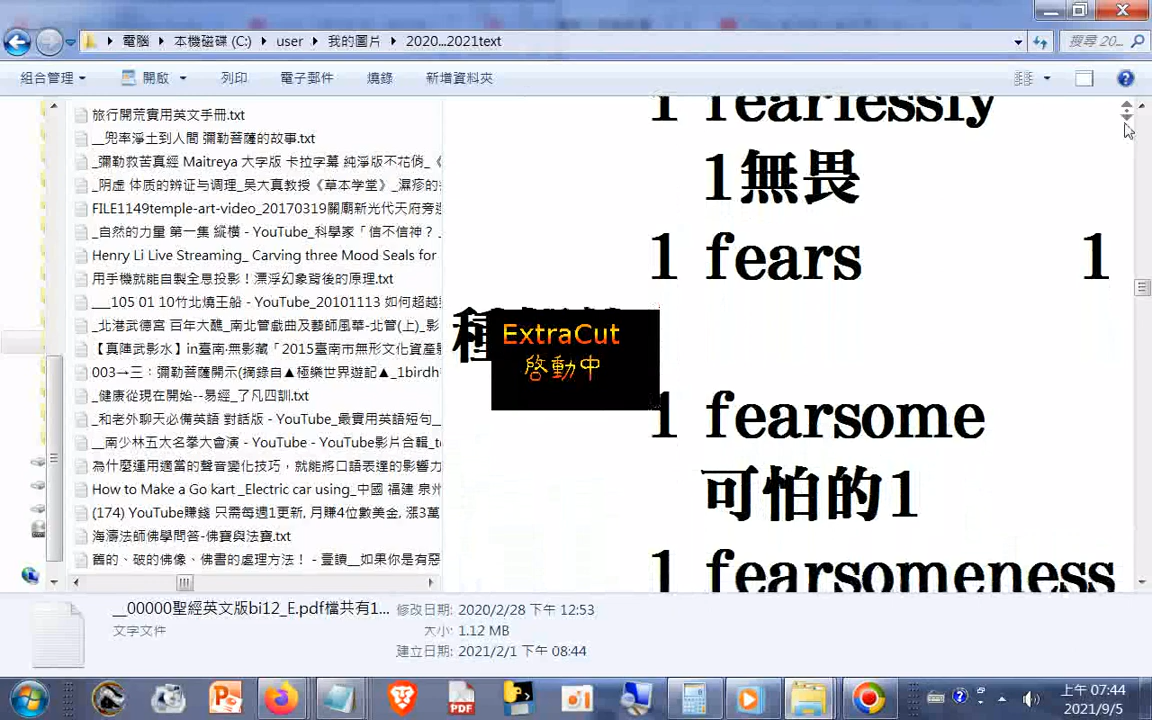 電腦 本機磁碟 (C:) user 我的圖片 2020...2021text
搜尋 20...
組合管理 開啟 列印 電子郵件 燒錄 新增資料夾
旅行開荒實用英文手冊.txt
__兜率淨土到人間 彌勒菩薩的故事.txt
_彌勒救苦真經 Maitreya 大字版 卡拉字幕 純淨版不花俏_《
_阴虚 体质的辨证与调理_吴大真教授《草本学堂》_濕疹的
FILE1149temple-art-video_20170319關廟新光代天府旁
_自然的力量 第一集 縱橫 - YouTube_科學家「信不信神？
Henry Li Live Streaming_ Carving three Mood Seals for
用手機就能自製全息投影！漂浮幻象背後的原理.txt
___105 01 10竹北燒王船 - YouTube_20101113 如何超越
_北港武德宮 百年大醮_南北管戲曲及藝師風華-北管(上)_影
【真陣武影水】in臺南·無影藏「2015臺南市無形文化資產
003→三：彌勒菩薩開示(摘錄自▲極樂世界遊記▲_1birdh
_健康從現在開始--易經_了凡四訓.txt
_和老外聊天必備英語 對話版 - YouTube_最實用英語短句_
__南少林五大名拳大會演 - YouTube - YouTube影片合輯_t
為什麼運用適當的聲音變化技巧，就能將口語表達的影響力
How to Make a Go kart _Electric car using_中國 福建 泉州
(174) YouTube賺錢 只需每週1更新, 月賺4位數美金, 漲3萬
海濤法師佛學問答-佛寶與法寶.txt
舊的、破的佛像、佛書的處理方法！ - 壹讀__如果你是有惡
1 fearlessly
1無畏
1 fears 1
種
ExtraCut
啓動中
1 fearsome
可怕的1
1 fearsomeness
__00000聖經英文版bi12_E.pdf檔共有1... 修改日期: 2020/2/28 下午 12:53
文字文件 大小: 1.12 MB
建立日期: 2021/2/1 下午 08:44
PDF
上午 07:44
2021/9/5